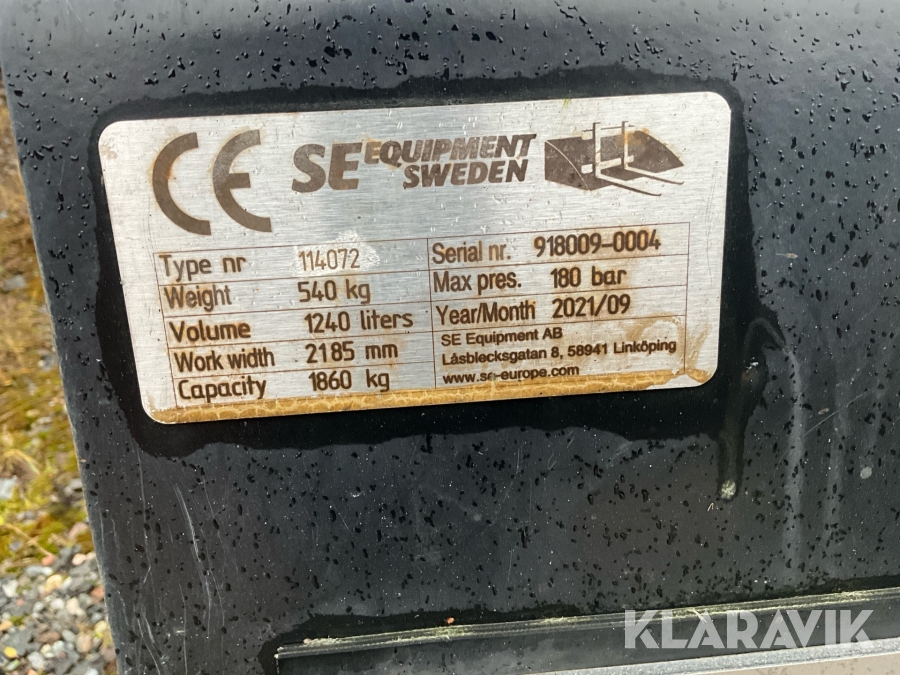 CE SE EQUIPMENT
SWEDEN
Type nr 114072
Weight 540 kg
Volume 1240 liters
Work width 2185 mm
Capacity 1860 kg
Serial nr. 918009-0004
Max pres. 180 bar
Year/Month 2021/09
SE Equipment AB
Låsblecksgatan 8, 58941 Linköping
www.se-europe.com
KLARAVIK